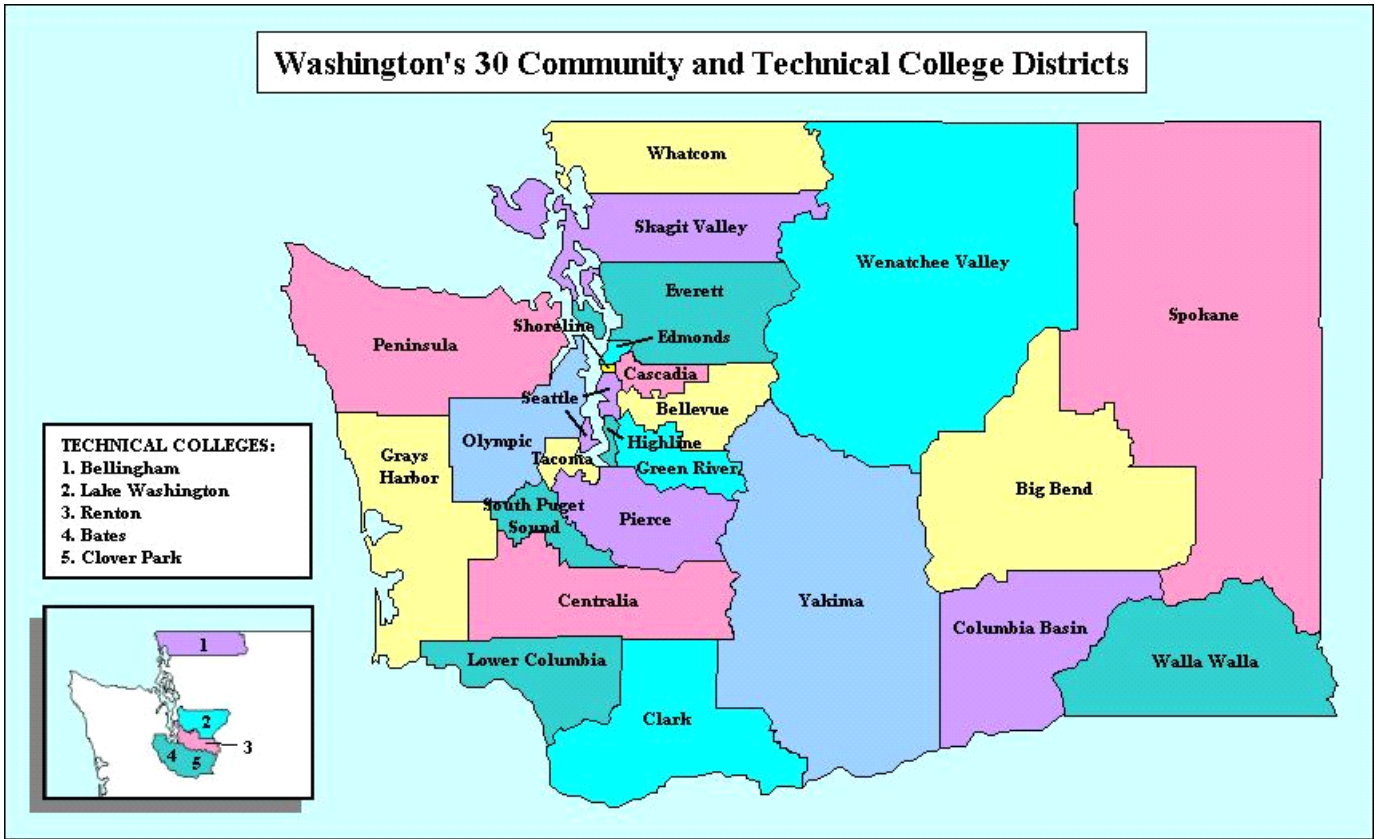 Washington's 30 Community and Technical College Districts
Whatcom
Skagit Valley
Wenatchee Valley
Everett
Spokane
Shoreline
Edmonds
Peninsula
Cascadia
Seattle
Bellevue
Olympic
Highline
Grays
Harbor
Tacoma
Green River
Big Bend
South Puget
Sound
Pierce
Centralia
Yakima
Columbia Basin
Lower Columbia
Walla Walla
Clark
TECHNICAL COLLEGES:
1. Bellingham
2. Lake Washington
3. Renton
4. Bates
5. Clover Park
1
2
3
4
5